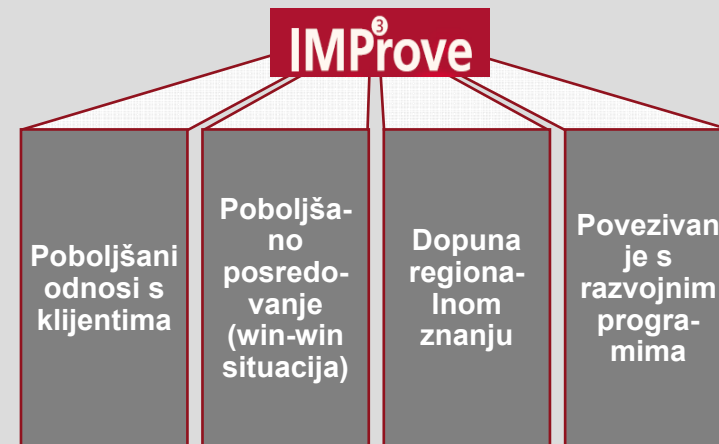 IMP³rove
Poboljšani
odnosi s
klijentima
Poboljša-
no
posredo-
vanje
(win-win
situacija)
Dopuna
regiona-
lnom
znanju
Povezivan
je s
razvojnim
progra-
mima